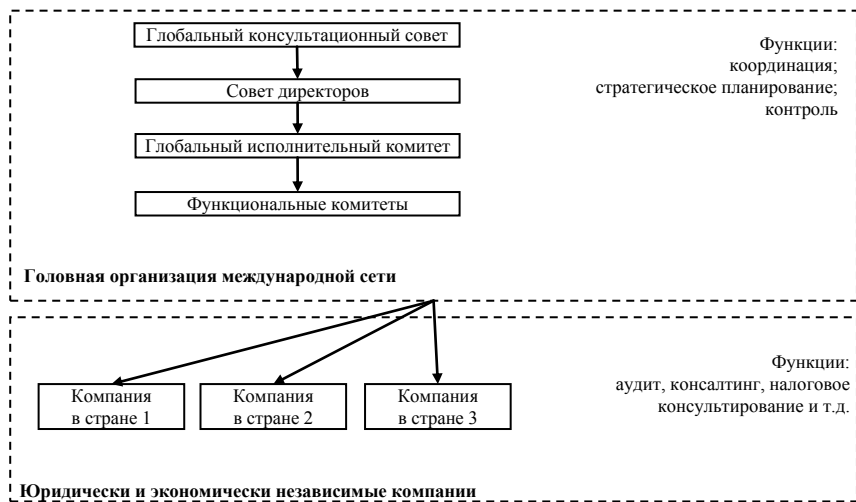 Глобальный консультационный совет
Совет директоров
Глобальный исполнительный комитет
Функциональные комитеты
Функции:
координация;
стратегическое планирование;
контроль
Головная организация международной сети
Компания
в стране 1
Компания
в стране 2
Компания
в стране 3
Функции:
аудит, консалтинг, налоговое
консультирование и т.д.
Юридически и экономически независимые компании